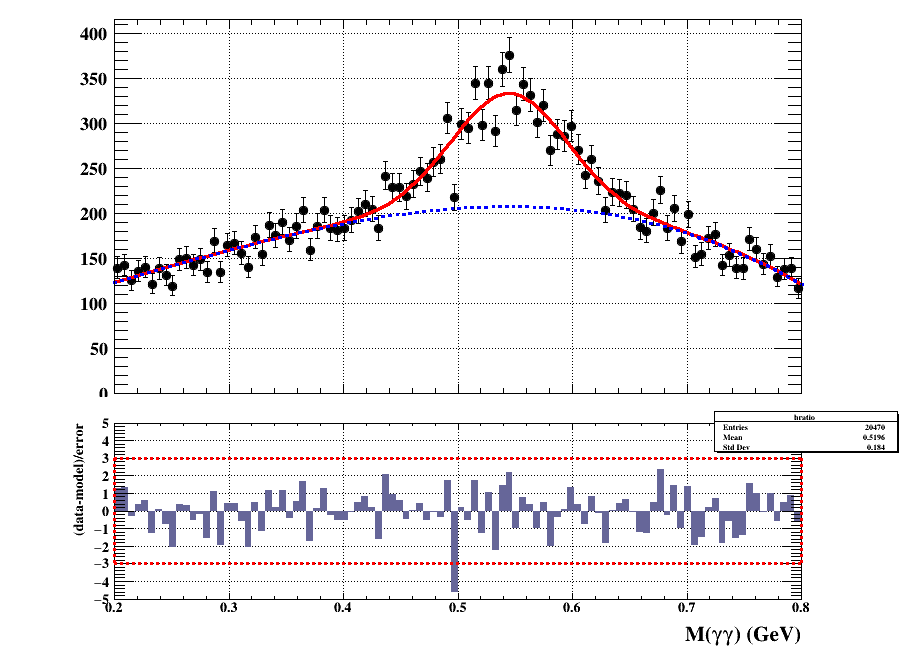 400
350
300
250
200
150
100
50
0
hratio
Entries 20470
Mean 0.5196
Std Dev 0.184
(data-model)/error
5
4
3
2
1
0
−1
−2
−3
−4
−5
0.2 0.3 0.4 0.5 0.6 0.7 0.8
M(γγ) (GeV)